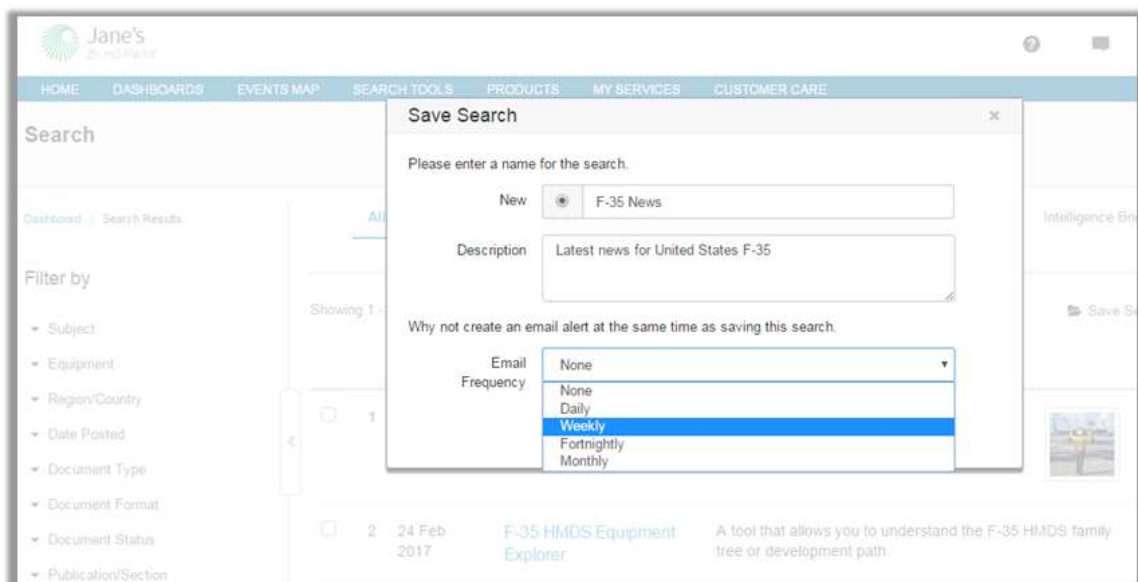 Jane's
HOME DASHBOARDS EVENTS MAP SEARCH TOOLS PRODUCTS MY SERVICES CUSTOMER CARE
Search
Save Search ×
Please enter a name for the search.
New F-35 News
Dashboard / Search Results
All
Intelligence Bri
Description Latest news for United States F-35
Filter by
Showing 1 -
Save Se
Why not create an email alert at the same time as saving this search.
Subject
Email Frequency None
Equipment
None
Region/Country
Daily
1
Weekly
Date Posted
Fortnightly
Monthly
Document Type
Document Format
2 24 Feb 2017 F-35 HMDS Equipment Explorer
A tool that allows you to understand the F-35 HMDS family
tree or development path.
Document Status
Publication/Section